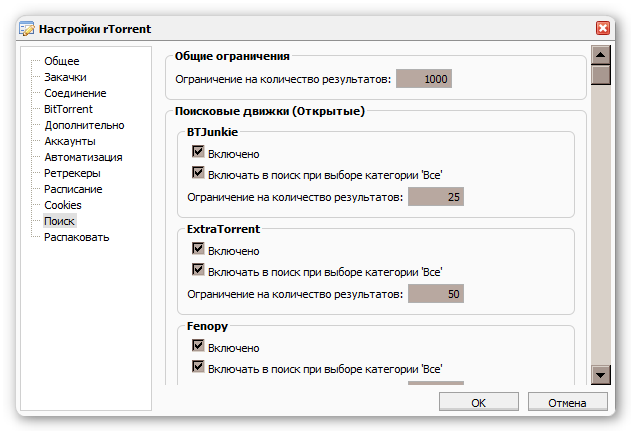 Настройки rTorrent
Общее
Закачки
Соединение
BitTorrent
Дополнительно
Аккаунты
Автоматизация
Ретрекеры
Расписание
Cookies
Поиск
Распаковать
Общие ограничения
Ограничение на количество результатов: 1000
Поисковые движки (Открытые)
BTJunkie
Включено
Включать в поиск при выборе категории 'Все'
Ограничение на количество результатов: 25
ExtraTorrent
Включено
Включать в поиск при выборе категории 'Все'
Ограничение на количество результатов: 50
Fenopy
Включено
Включать в поиск при выборе категории 'Все'
OK Отмена